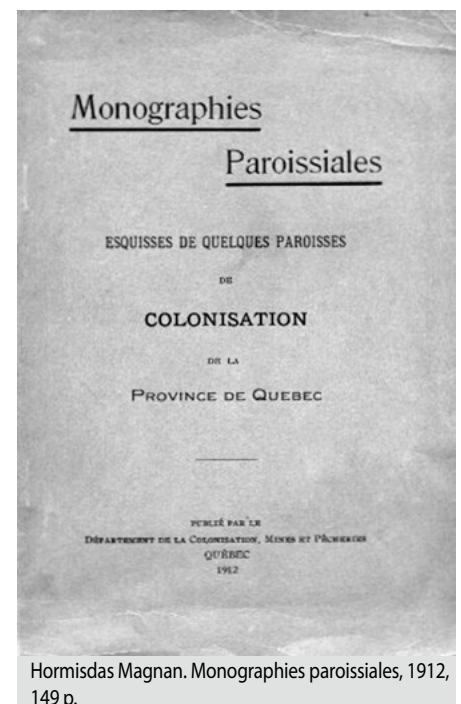 Monographies
Paroissiales
ESQUISSES DE QUELQUES PAROISSES
DE
COLONISATION
DE LA
PROVINCE DE QUEBEC
PUBLIÉ PAR LE
DÉPARTEMENT DE LA COLONISATION, MINES ET PÊCHERIES
QUÉBEC
1912
Hormisdas Magnan. Monographies paroissiales, 1912,
149 p.